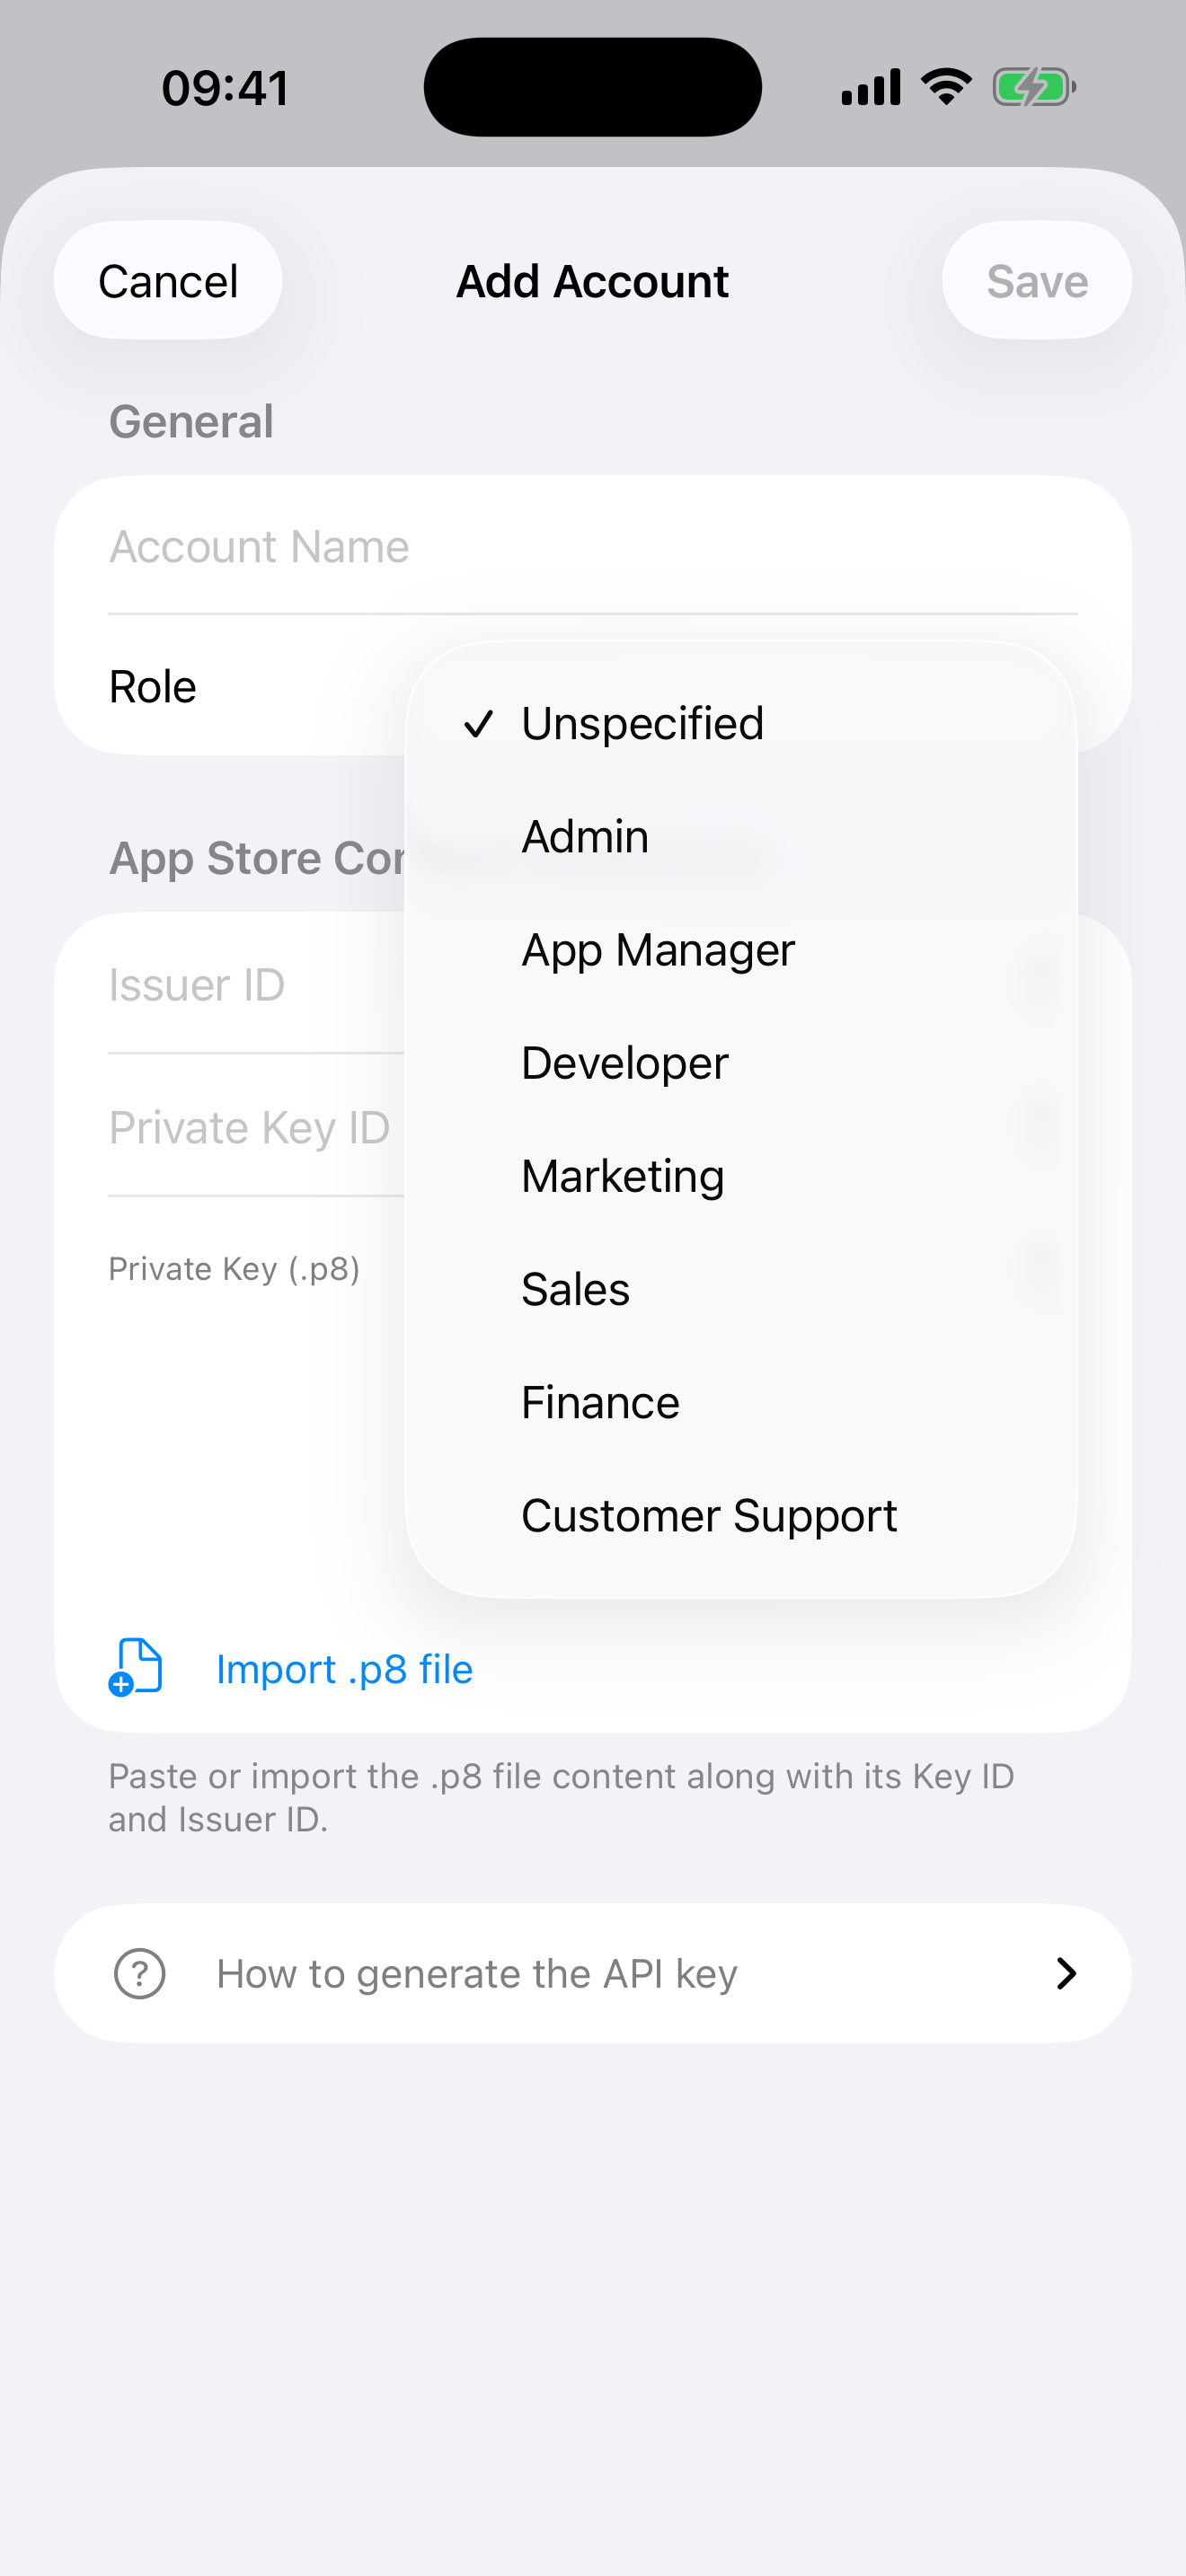 09:41
Cancel
Add Account
Save
General
Account Name
Role
Unspecified
Admin
App Manager
Developer
Marketing
Sales
Finance
Customer Support
App Store
Issuer ID
Private Key ID
Private Key (.p8)
Import .p8 file
Paste or import the .p8 file content along with its Key ID
and Issuer ID.
How to generate the API key